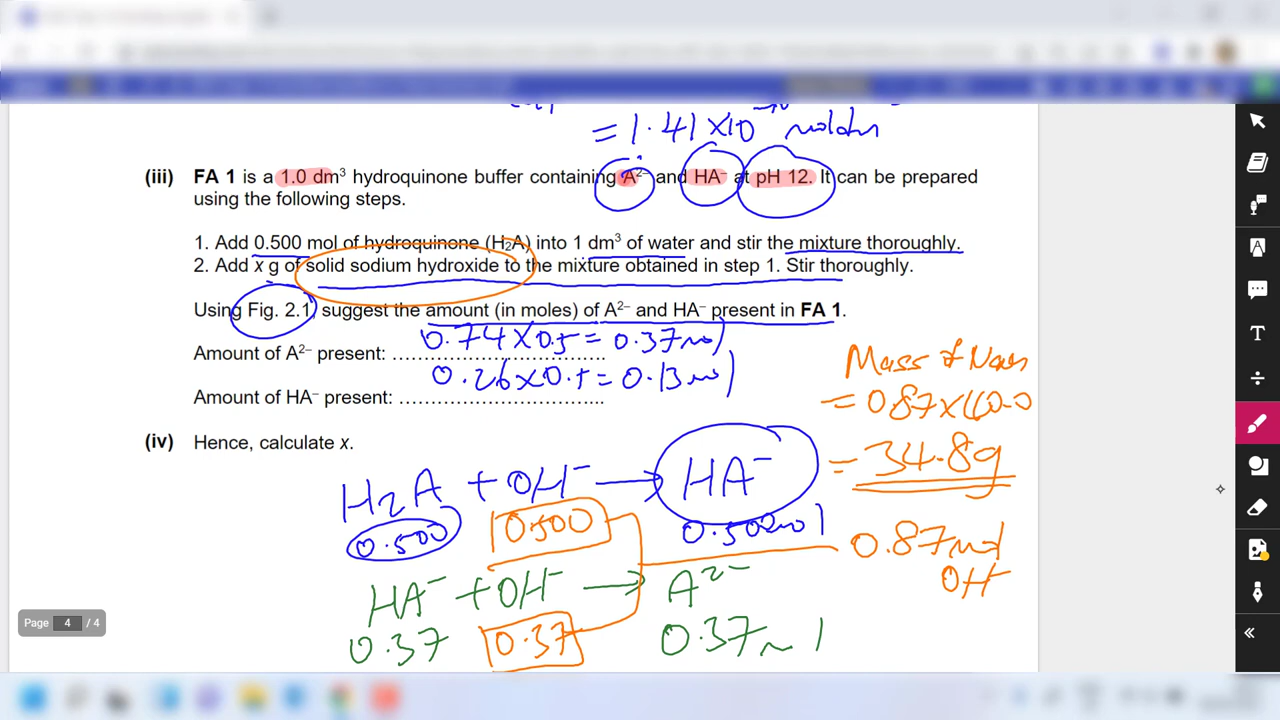 = 1.41 x10 moldm
(iii) FA 1 is a 1.0 dm³ hydroquinone buffer containing A²⁻ and HA⁻ at pH 12. It can be prepared
using the following steps.
1. Add 0.500 mol of hydroquinone (H₂A) into 1 dm³ of water and stir the mixture thoroughly.
2. Add x g of solid sodium hydroxide to the mixture obtained in step 1. Stir thoroughly.
Using Fig. 2.1, suggest the amount (in moles) of A²⁻ and HA⁻ present in FA 1.
0.74 x 0.5 = 0.37 mol
Amount of A²⁻ present: ...............................
0.26 x 0.5 = 0.13 mol
Amount of HA⁻ present: ...............................
Mass of NaOH
= 0.87 x 40.0
= 34.8g
(iv) Hence, calculate x.
H2A + OH⁻ → HA⁻
0.500 0.500 0.500 mol
0.87 mol
OH⁻
HA⁻ + OH⁻ → A²⁻
0.37 0.37 0.37 mol
Page 4 / 4